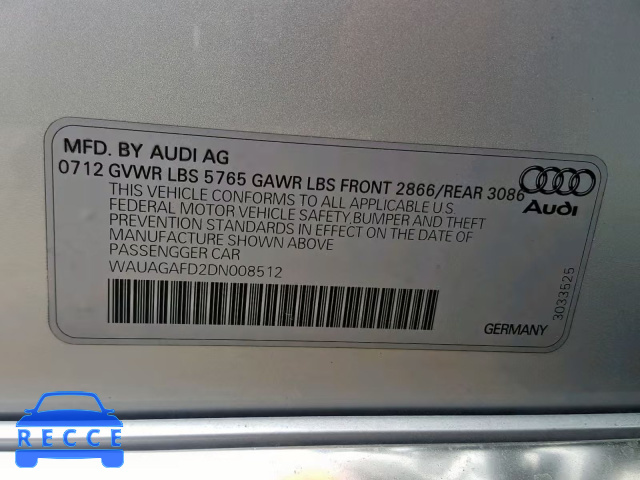 MFD. BY AUDI AG
0712 GVWR LBS 5765 GAWR LBS FRONT 2866/REAR 3086
THIS VEHICLE CONFORMS TO ALL APPLICABLE U S
FEDERAL MOTOR VEHICLE SAFETY,BUMPER AND THEFT
PREVENTION STANDARDS IN EFFECT ON THE DATE OF
MANUFACTURE SHOWN ABOVE
PASSENGGER CAR
WAUAGAFD2DN008512
Audi
3033525
GERMANY
RECCE